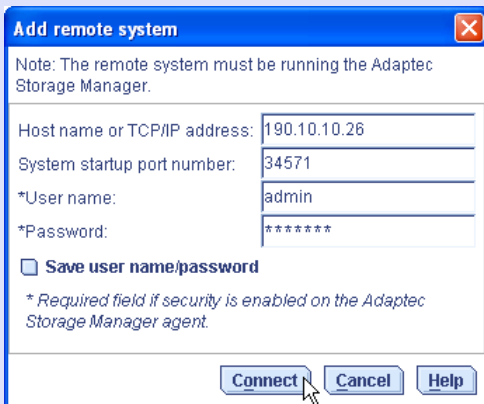 Add remote system
Note: The remote system must be running the Adaptec
Storage Manager.
Host name or TCP/IP address: 190.10.10.26
System startup port number: 34571
*User name: admin
*Password: *******
Save user name/password
* Required field if security is enabled on the Adaptec
Storage Manager agent.
Connect Cancel Help